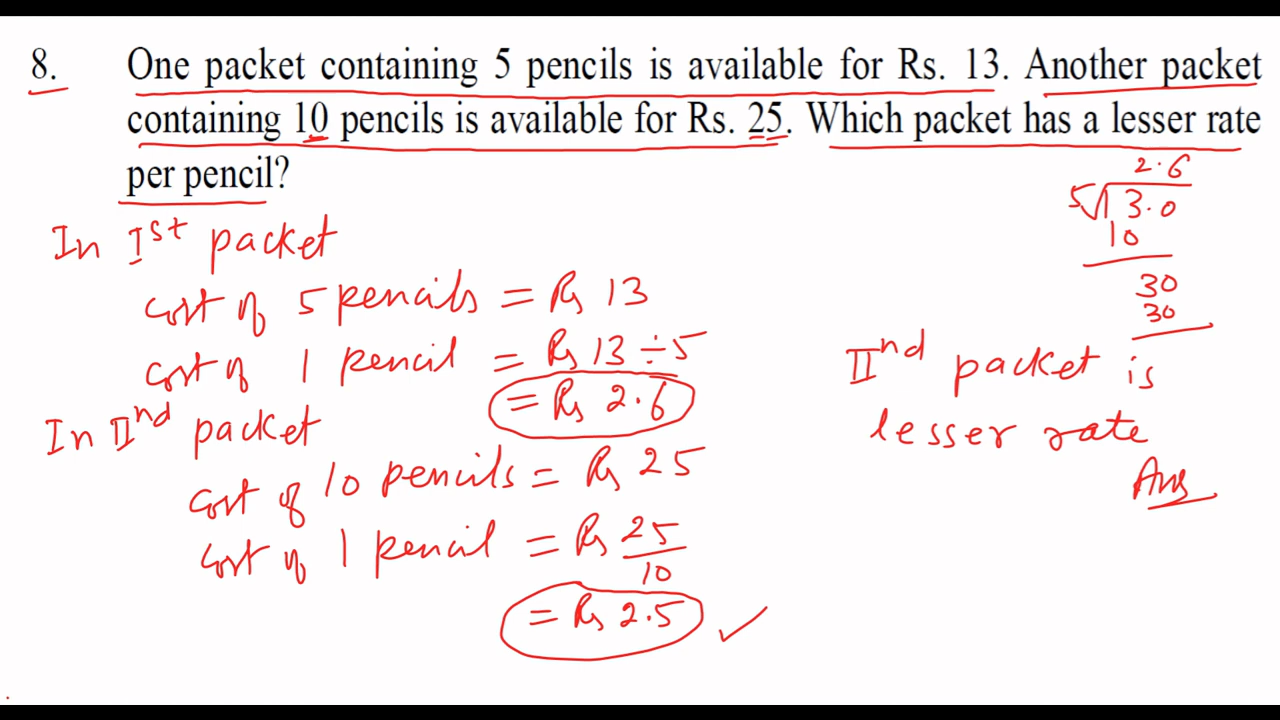 8. One packet containing 5 pencils is available for Rs. 13. Another packet
containing 10 pencils is available for Rs. 25. Which packet has a lesser rate
per pencil?
In Ist packet
cost of 5 pencils = Rs 13
cost of 1 pencil = Rs 13 ÷ 5
= Rs 2.6
In IInd packet
cost of 10 pencils = Rs 25
cost of 1 pencil = Rs 25/10
= Rs 2.5 ✓
2.6
5√13.0
10
30
30
IInd packet is
lesser rate
Ans